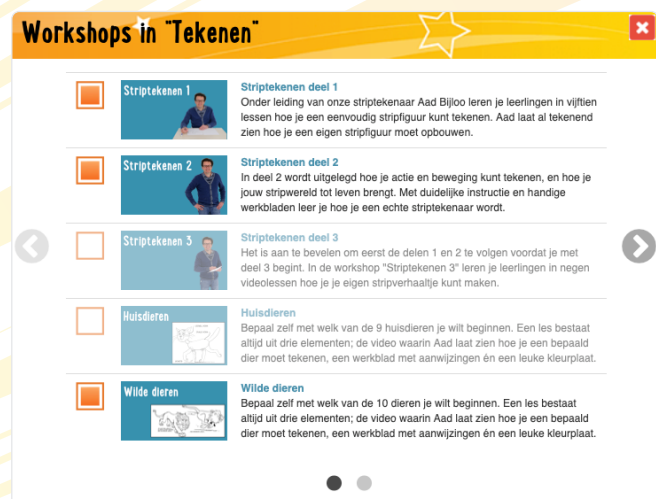 Workshops in "Tekenen"
Striptekenen 1
Striptekenen deel 1
Onder leiding van onze striptekenaar Aad Bijloo leren je leerlingen in vijftien
lessen hoe je een eenvoudig stripfiguur kunt tekenen. Aad laat al tekenend
zien hoe je een eigen stripfiguur moet opbouwen.
Striptekenen 2
Striptekenen deel 2
In deel 2 wordt uitgelegd hoe je actie en beweging kunt tekenen, en hoe je
jouw stripwereld tot leven brengt. Met duidelijke instructie en handige
werkbladen leer je hoe je een echte striptekenaar wordt.
Striptekenen 3
Striptekenen deel 3
Het is aan te bevelen om eerst de delen 1 en 2 te volgen voordat je met
deel 3 begint. In de workshop "Striptekenen 3" leren je leerlingen in negen
videolessen hoe je je eigen stripverhaaltje kunt maken.
Huisdieren
Huisdieren
Bepaal zelf met welk van de 9 huisdieren je wilt beginnen. Een les bestaat
altijd uit drie elementen; de video waarin Aad laat zien hoe je een bepaald
dier moet tekenen, een werkblad met aanwijzingen én een leuke kleurplaat.
Wilde dieren
Wilde dieren
Bepaal zelf met welk van de 10 dieren je wilt beginnen. Een les bestaat
altijd uit drie elementen; de video waarin Aad laat zien hoe je een bepaald
dier moet tekenen, een werkblad met aanwijzingen én een leuke kleurplaat.